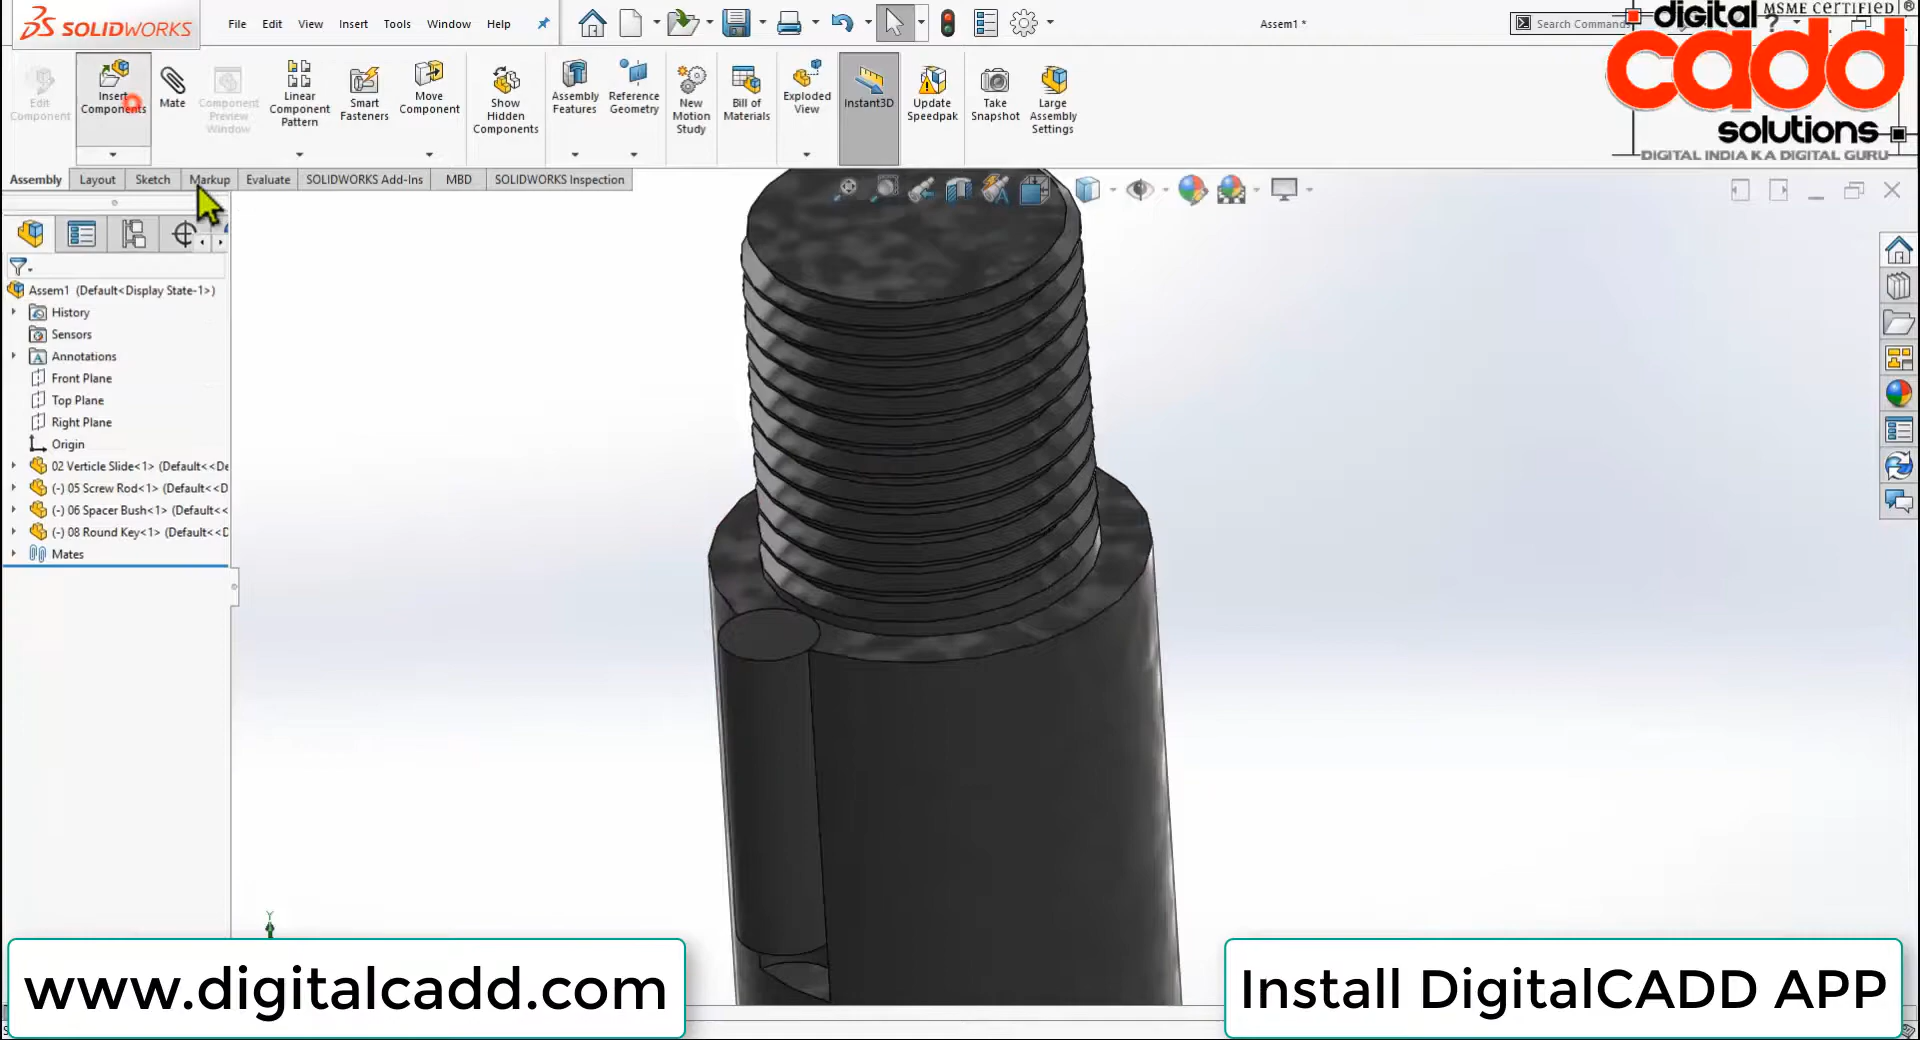 SOLIDWORKS
File Edit View Insert Tools Window Help
Assem1 *
Search Comman
digital MSME CERTIFIED ®
cadd
solutions
DIGITAL INDIA KA DIGITAL GURU
Edit Component
Insert Components
Mate
Component Preview Window
Linear Component Pattern
Smart Fasteners
Move Component
Show Hidden Components
Assembly Features
Reference Geometry
New Motion Study
Bill of Materials
Exploded View
Instant3D
Update Speedpak
Take Snapshot
Large Assembly Settings
Assembly Layout Sketch Markup Evaluate SOLIDWORKS Add-Ins MBD SOLIDWORKS Inspection
Assem1 (Default<Display State-1>)
History
Sensors
Annotations
Front Plane
Top Plane
Right Plane
Origin
02 Verticle Slide<1> (Default<<De
(-) 05 Screw Rod<1> (Default<<D
(-) 06 Spacer Bush<1> (Default<<
(-) 08 Round Key<1> (Default<<D
Mates
Y
www.digitalcadd.com
Install DigitalCADD APP